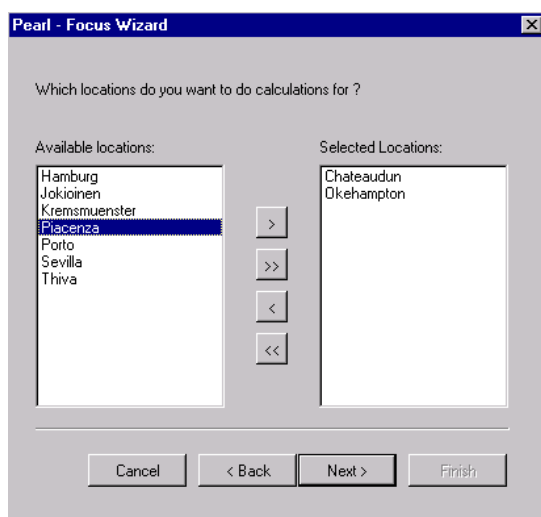 Pearl - Focus Wizard
Which locations do you want to do calculations for ?
Available locations:
Hamburg
Jokioinen
Kremsmuenster
Piacenza
Porto
Sevilla
Thiva
>
>>
<
<<
Selected Locations:
Chateaudun
Okehampton
Cancel
< Back
Next >
Finish